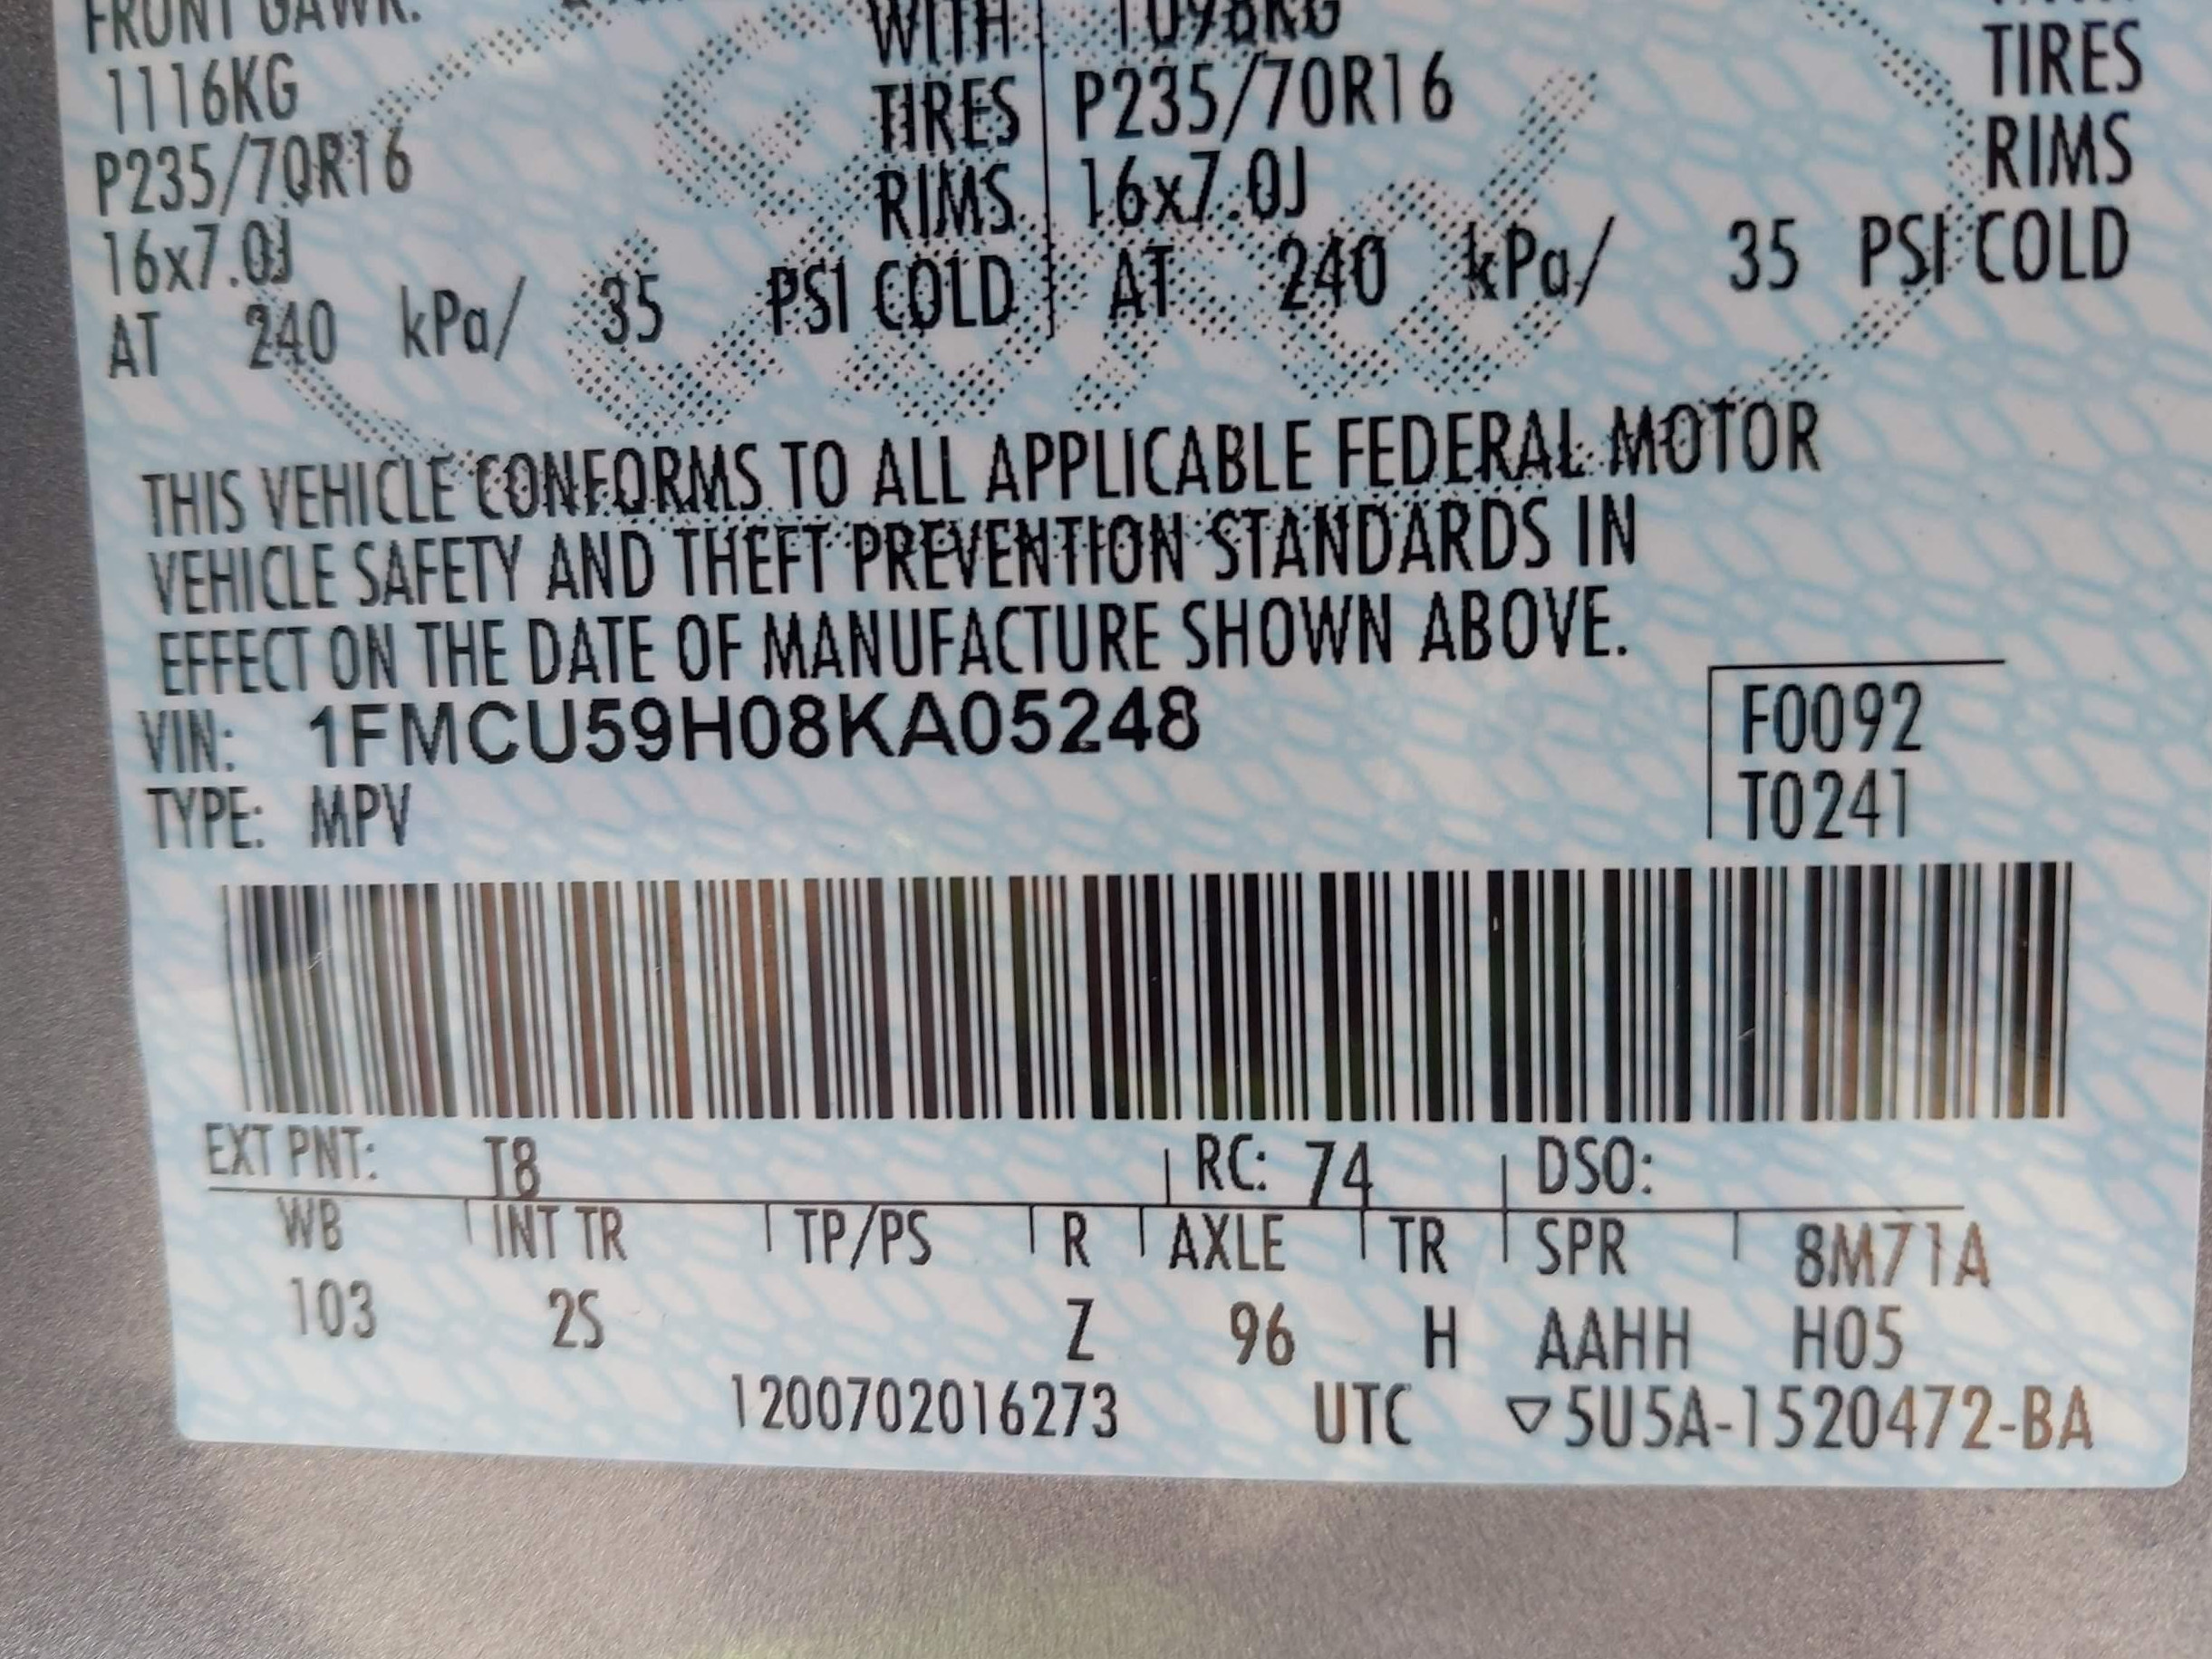 FRONT GAWR:
1116KG WITH 1098KG
P235/70R16 TIRES P235/70R16 TIRES
16x7.0J RIMS 16x7.0J RIMS
AT 240 kPa/ 35 PSI COLD AT 240 kPa/ 35 PSI COLD
THIS VEHICLE CONFORMS TO ALL APPLICABLE FEDERAL MOTOR
VEHICLE SAFETY AND THEFT PREVENTION STANDARDS IN
EFFECT ON THE DATE OF MANUFACTURE SHOWN ABOVE.
VIN: 1FMCU59H08KA05248 F0092
TYPE: MPV T0241
EXT PNT: T8 RC: 74 DSO:
WB INT TR TP/PS R AXLE TR SPR 8M71A
103 2S Z 96 H AAHH H05
1200702016273 UTC ▽5U5A-1520472-BA